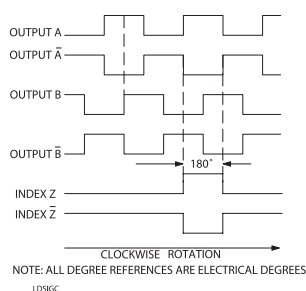 OUTPUT A
OUTPUT A̅
OUTPUT B
OUTPUT B̅
180˚
INDEX Z
INDEX Z̅
CLOCKWISE ROTATION
NOTE: ALL DEGREE REFERENCES ARE ELECTRICAL DEGREES
LDSIGC